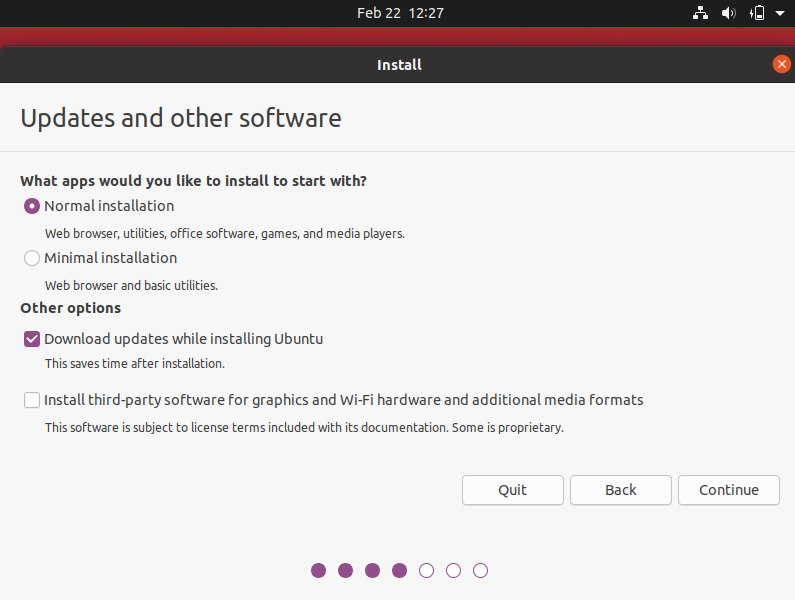 Feb 22 12:27
Install
Updates and other software
What apps would you like to install to start with?
Normal installation
Web browser, utilities, office software, games, and media players.
Minimal installation
Web browser and basic utilities.
Other options
Download updates while installing Ubuntu
This saves time after installation.
Install third-party software for graphics and Wi-Fi hardware and additional media formats
This software is subject to license terms included with its documentation. Some is proprietary.
Quit Back Continue